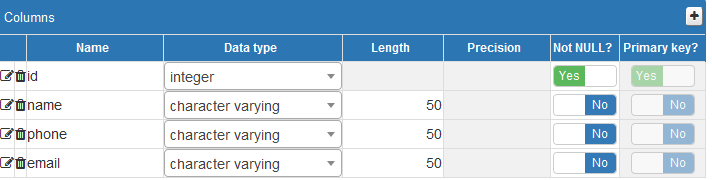 Columns
Name Data type Length Precision Not NULL? Primary key?
id integer Yes Yes
name character varying 50 No No
phone character varying 50 No No
email character varying 50 No No